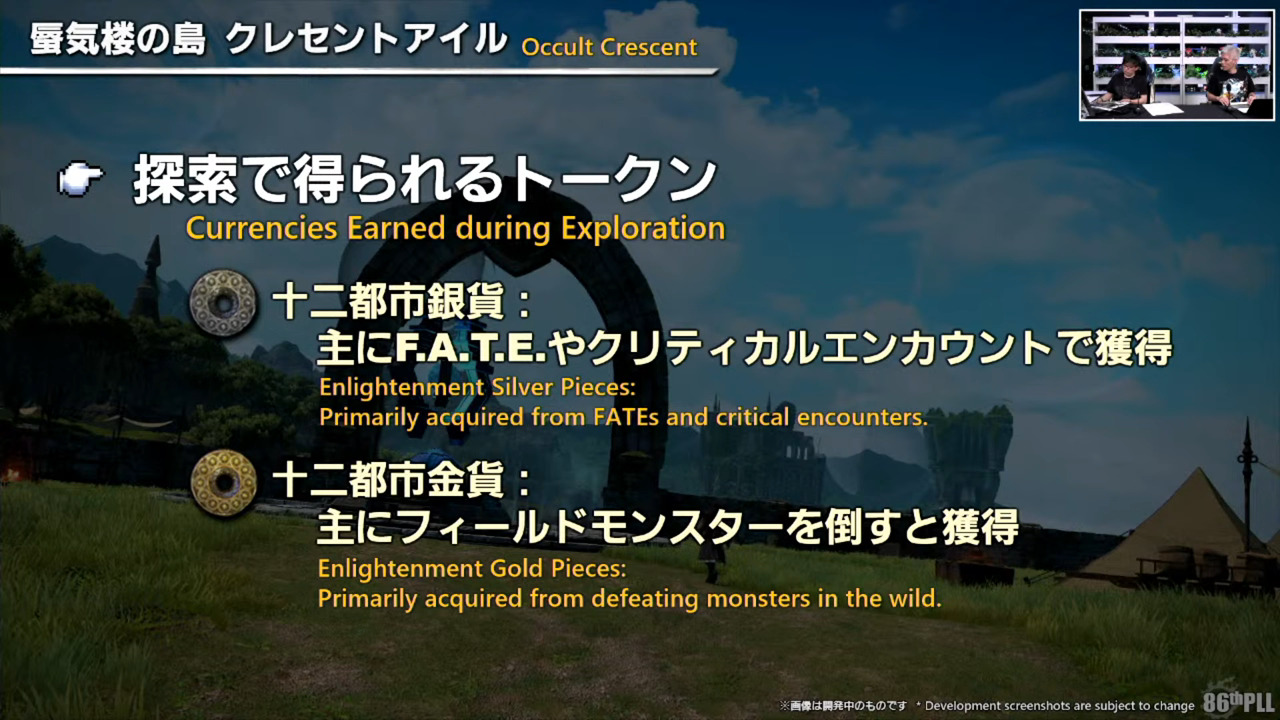 蜃気楼の島 クレセントアイル Occult Crescent
探索で得られるトークン
Currencies Earned during Exploration
十二都市銀貨：
主にF.A.T.E.やクリティカルエンカウントで獲得
Enlightenment Silver Pieces:
Primarily acquired from FATEs and critical encounters.
十二都市金貨：
主にフィールドモンスターを倒すと獲得
Enlightenment Gold Pieces:
Primarily acquired from defeating monsters in the wild.
※画像は開発中のものです * Development screenshots are subject to change
86thPLL